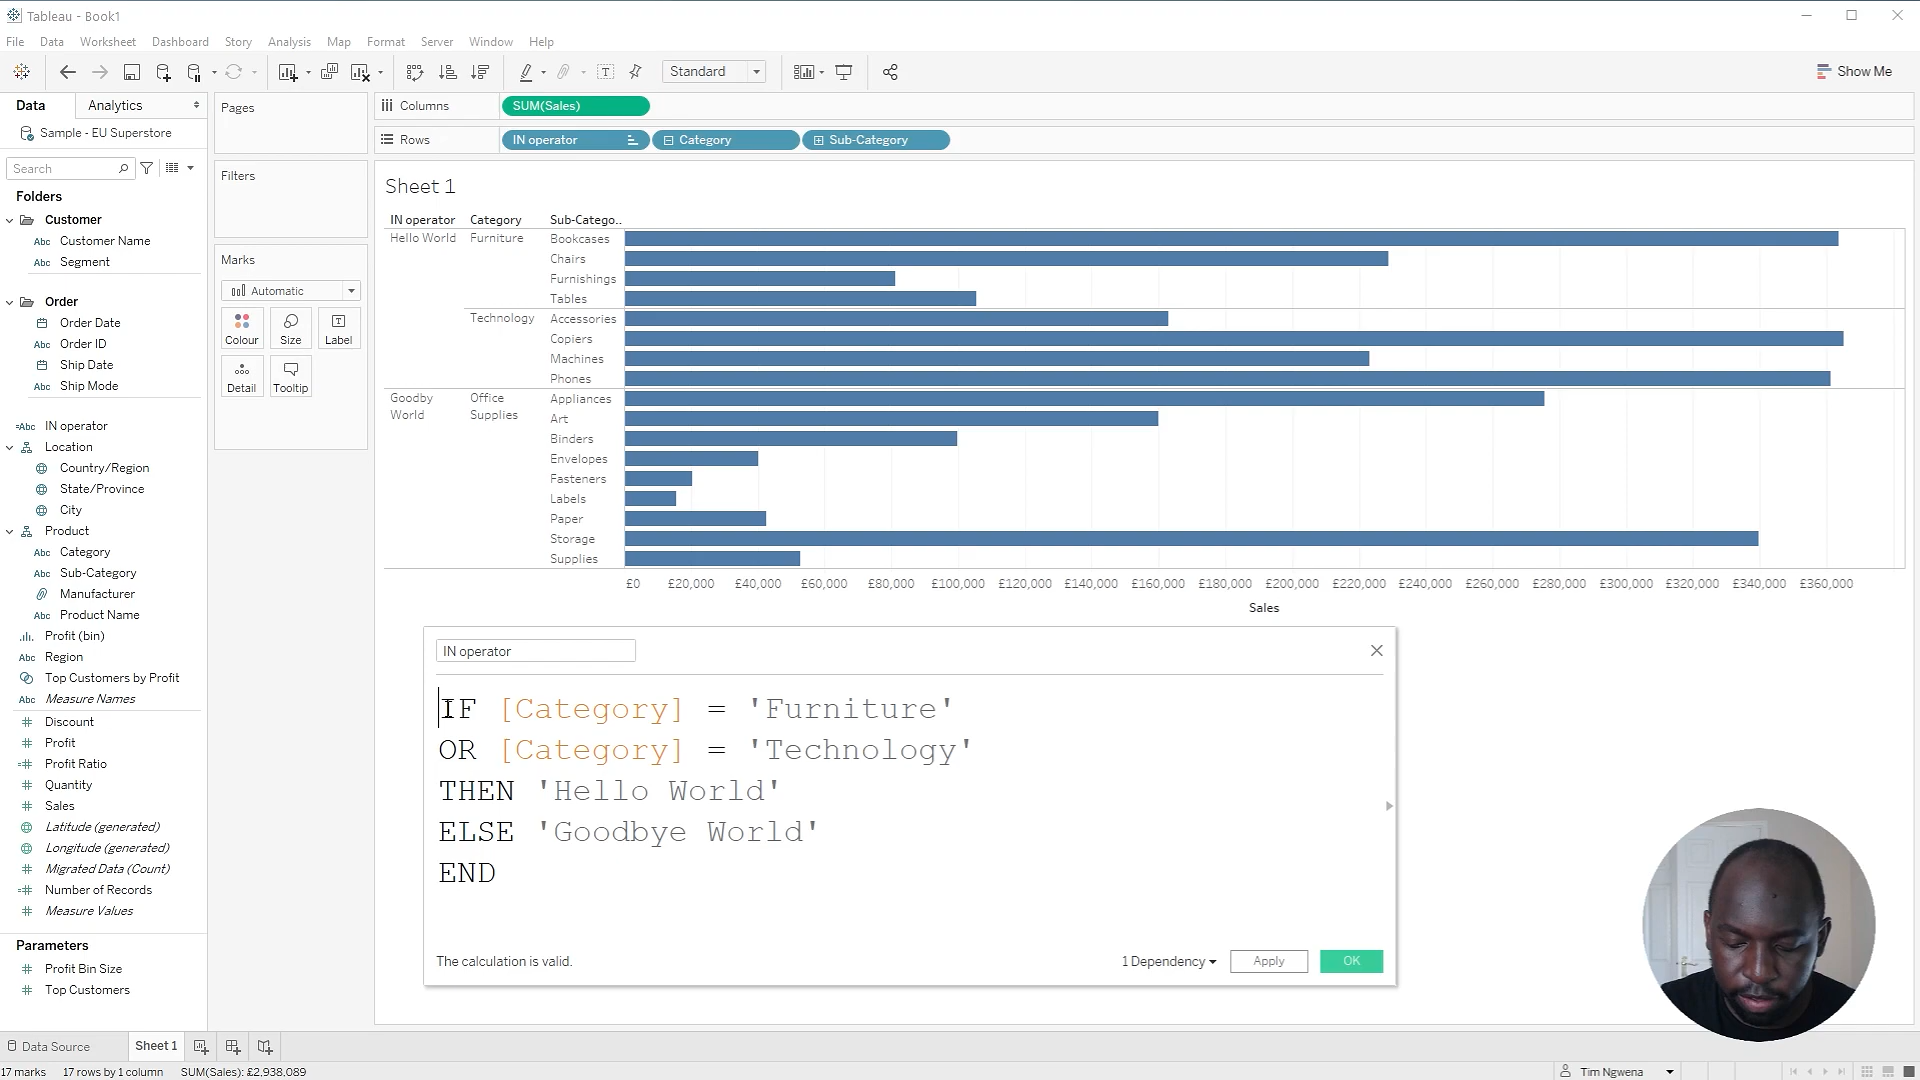 Tableau - Book1
File Data Worksheet Dashboard Story Analysis Map Format Server Window Help
Standard
Show Me
Data Analytics
Sample - EU Superstore
Search
Folders
Customer
Abc Customer Name
Abc Segment
Order
Order Date
Abc Order ID
Ship Date
Abc Ship Mode
=Abc IN operator
Location
Country/Region
State/Province
City
Product
Abc Category
Abc Sub-Category
Manufacturer
Abc Product Name
Profit (bin)
Abc Region
Top Customers by Profit
Abc Measure Names
# Discount
# Profit
=# Profit Ratio
# Quantity
# Sales
Latitude (generated)
Longitude (generated)
=# Migrated Data (Count)
=# Number of Records
# Measure Values
Parameters
# Profit Bin Size
# Top Customers
Pages
Filters
Marks
Automatic
Colour Size Label
Detail Tooltip
Columns SUM(Sales)
Rows IN operator Category Sub-Category
Sheet 1
IN operator Category Sub-Catego..
Hello World Furniture Bookcases
Chairs
Furnishings
Tables
Technology Accessories
Copiers
Machines
Phones
Goodby World Office Supplies Appliances
Art
Binders
Envelopes
Fasteners
Labels
Paper
Storage
Supplies
£0 £20,000 £40,000 £60,000 £80,000 £100,000 £120,000 £140,000 £160,000 £180,000 £200,000 £220,000 £240,000 £260,000 £280,000 £300,000 £320,000 £340,000 £360,000
Sales
IN operator
IF [Category] = 'Furniture'
OR [Category] = 'Technology'
THEN 'Hello World'
ELSE 'Goodbye World'
END
The calculation is valid.
1 Dependency
Apply
OK
Data Source Sheet 1
17 marks 17 rows by 1 column SUM(Sales): £2,938,089
Tim Ngwena